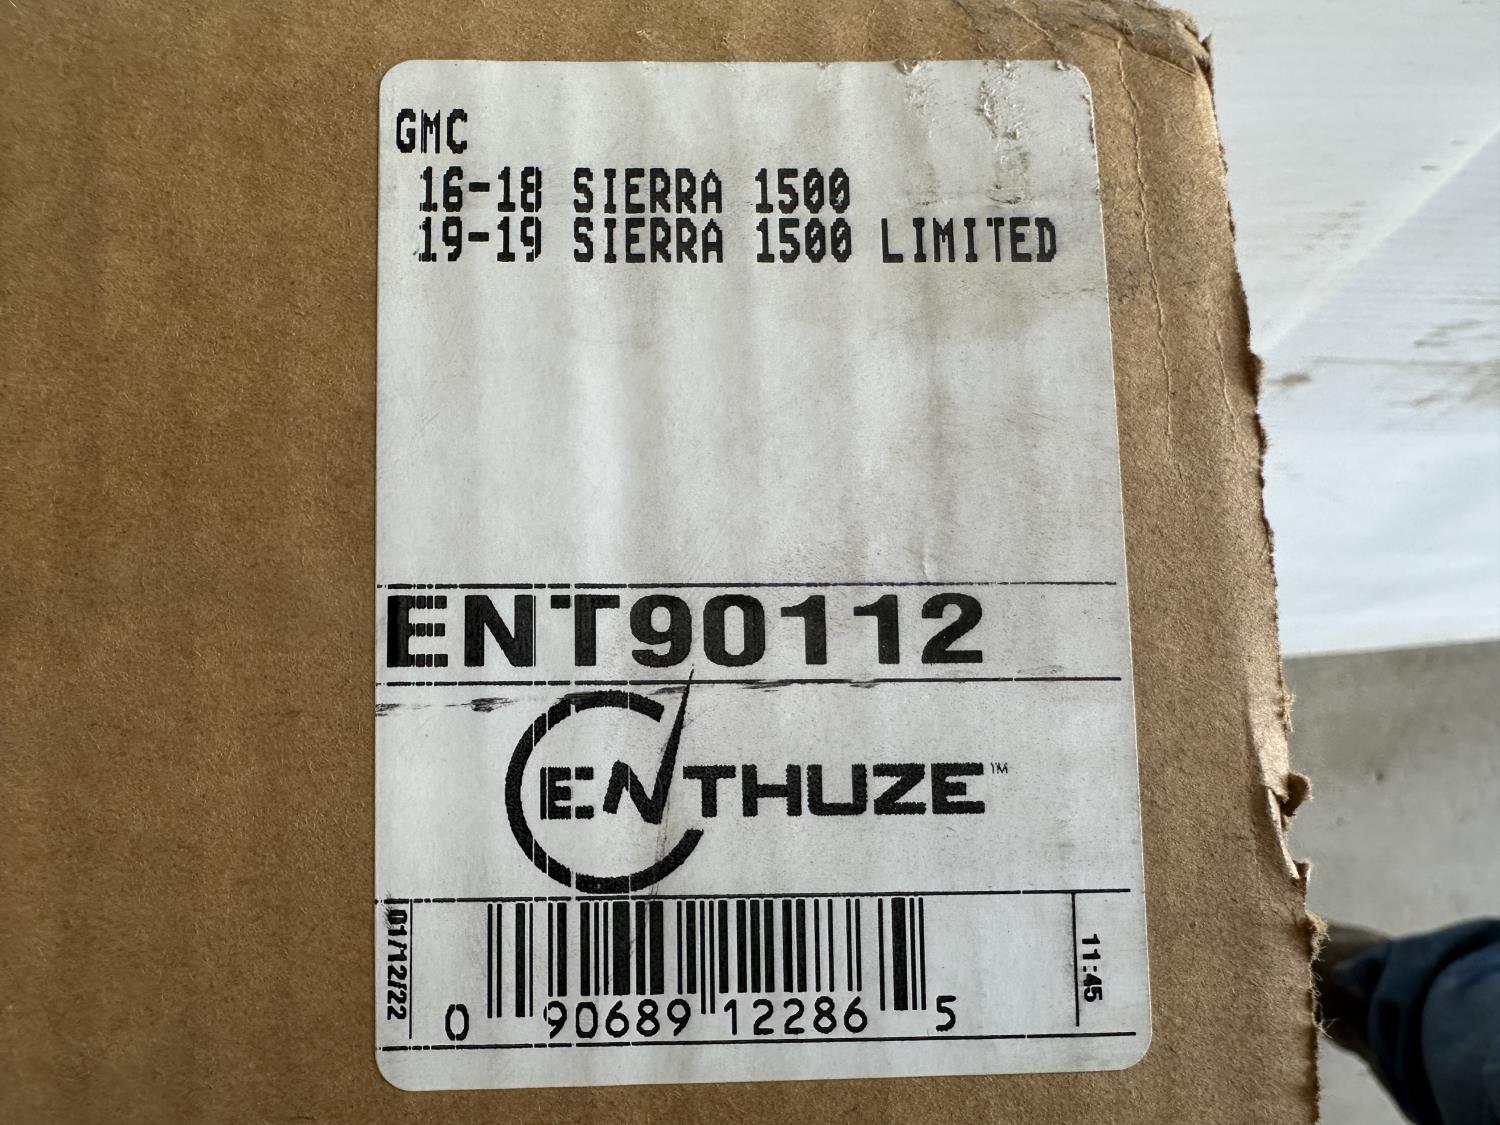 GMC
16-18 SIERRA 1500
19-19 SIERRA 1500 LIMITED
ENT90112
ENTHUZE™
01/12/22
0 90689 12286 5
11:45